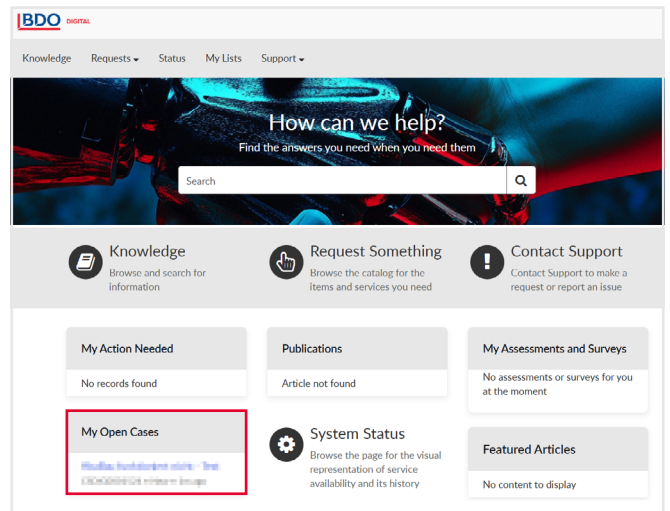 BDO DIGITAL
Knowledge Requests Status My Lists Support
How can we help?
Find the answers you need when you need them
Search
Knowledge
Browse and search for
information
Request Something
Browse the catalog for the
items and services you need
Contact Support
Contact Support to make a
request or report an issue
My Action Needed
No records found
Publications
Article not found
My Assessments and Surveys
No assessments or surveys for you
at the moment
My Open Cases
System Status
Browse the page for the visual
representation of service
availability and its history
Featured Articles
No content to display